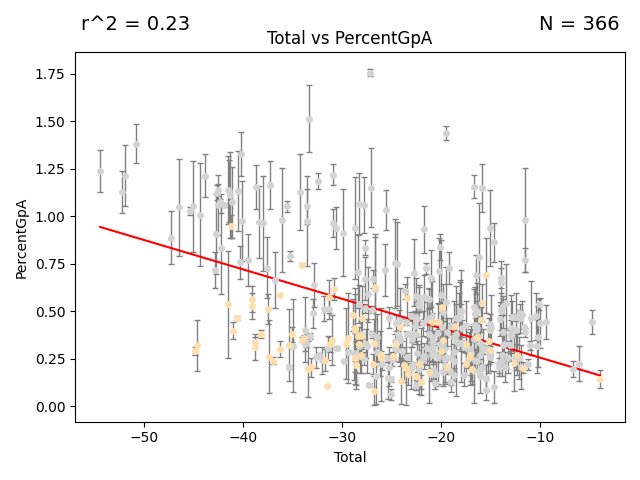 r^2 = 0.23
N = 366
Total vs PercentGpA
1.75
1.50
1.25
1.00
0.75
0.50
0.25
0.00
PercentGpA
−50
−40
−30
−20
−10
Total